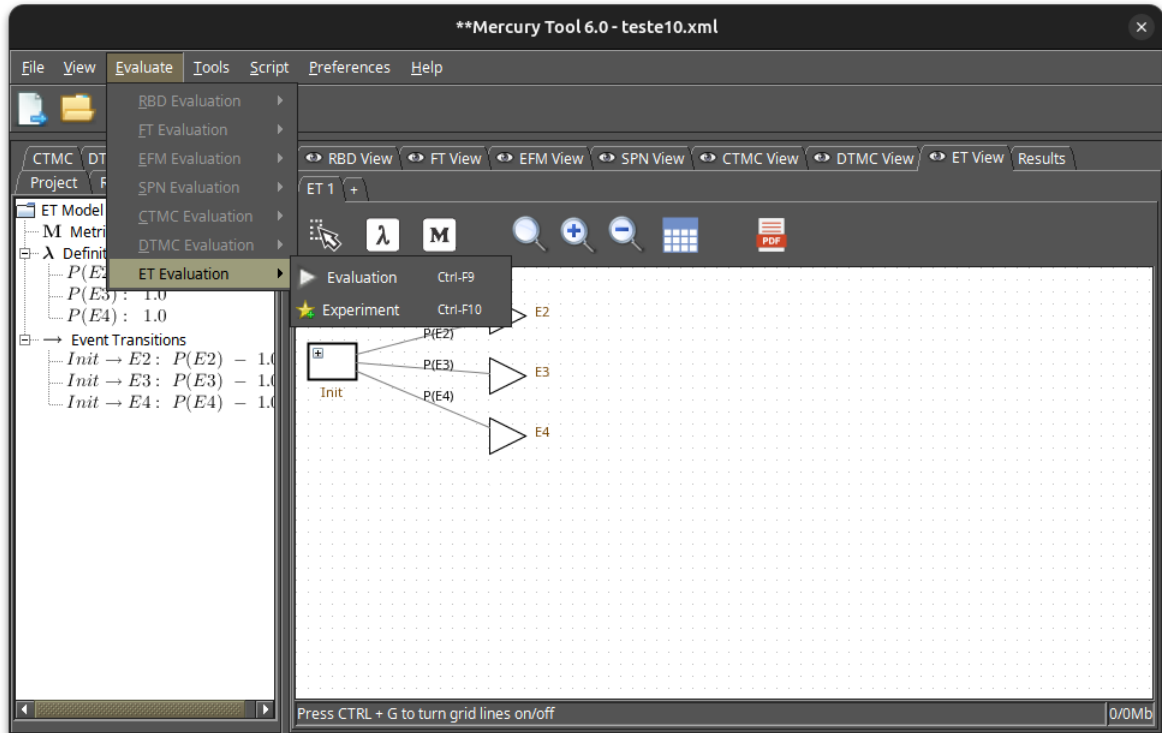 **Mercury Tool 6.0 - teste10.xml
File View Evaluate Tools Script Preferences Help
RBD Evaluation
FT Evaluation
EFM Evaluation
SPN Evaluation
CTMC Evaluation
DTMC Evaluation
ET Evaluation
Evaluation Ctrl-F9
Experiment Ctrl-F10
CTMC DT
Project
ET Model
M Metri
λ Definit
P(E2
P(E3) : 1.0
P(E4) : 1.0
→ Event Transitions
Init → E2 : P(E2) − 1.0
Init → E3 : P(E3) − 1.0
Init → E4 : P(E4) − 1.0
RBD View FT View EFM View SPN View CTMC View DTMC View ET View Results
ET 1 +
λ M PDF
E2
P(E2)
P(E3)
E3
Init
P(E4)
E4
Press CTRL + G to turn grid lines on/off
0/0Mb